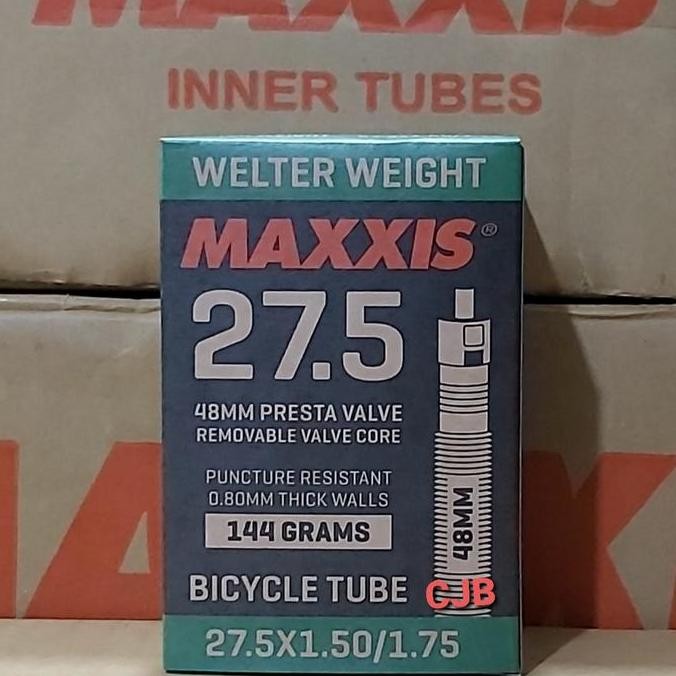 MAXXIS
INNER TUBES
WELTER WEIGHT
MAXXIS®
27.5
48MM PRESTA VALVE
REMOVABLE VALVE CORE
PUNCTURE RESISTANT
0.80MM THICK WALLS
144 GRAMS
48MM
BICYCLE TUBE
CJB
27.5X1.50/1.75